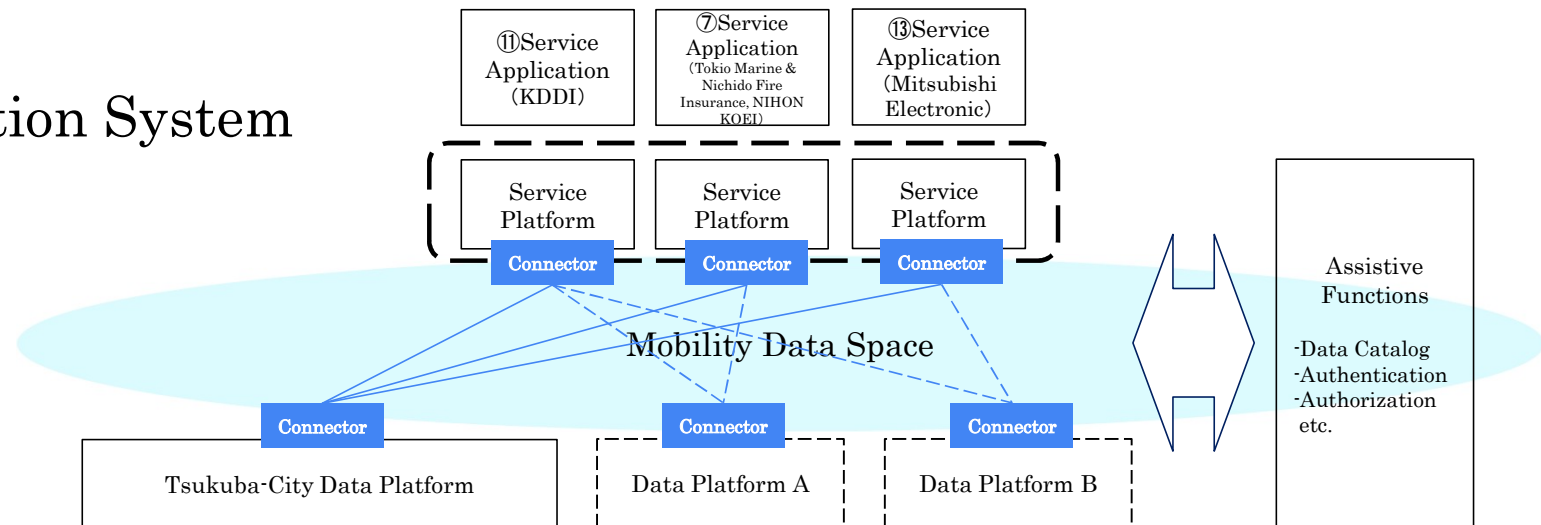 tion System
⑪Service
Application
(KDDI)
⑦Service
Application
(Tokio Marine &
Nichido Fire
Insurance, NIHON
KOEI)
⑬Service
Application
(Mitsubishi
Electronic)
Service
Platform
Service
Platform
Service
Platform
Connector
Connector
Connector
Mobility Data Space
Connector
Connector
Connector
Tsukuba-City Data Platform
Data Platform A
Data Platform B
Assistive
Functions
-Data Catalog
-Authentication
-Authorization
etc.